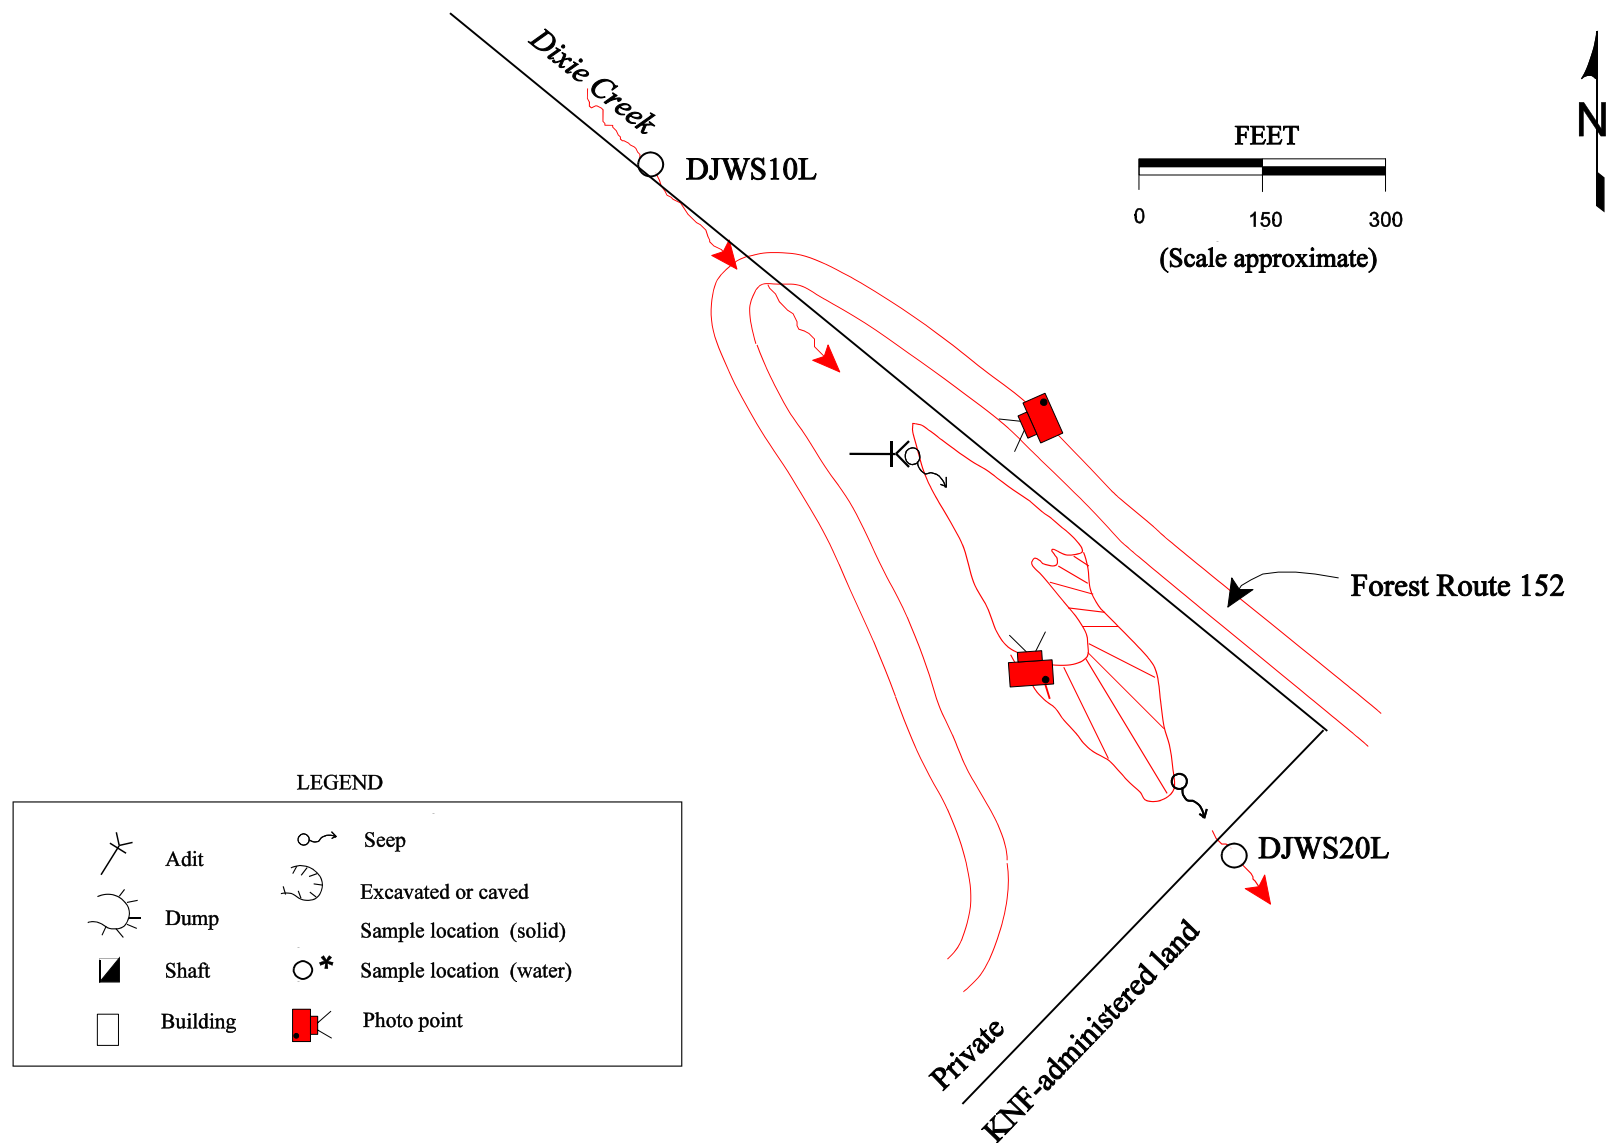 Dixie Creek
DJWS10L
FEET
0 150 300
(Scale approximate)
N
Forest Route 152
DJWS20L
Private
KNF-administered land
LEGEND
Adit
Seep
Dump
Excavated or caved
Sample location (solid)
Shaft
* Sample location (water)
Building
Photo point